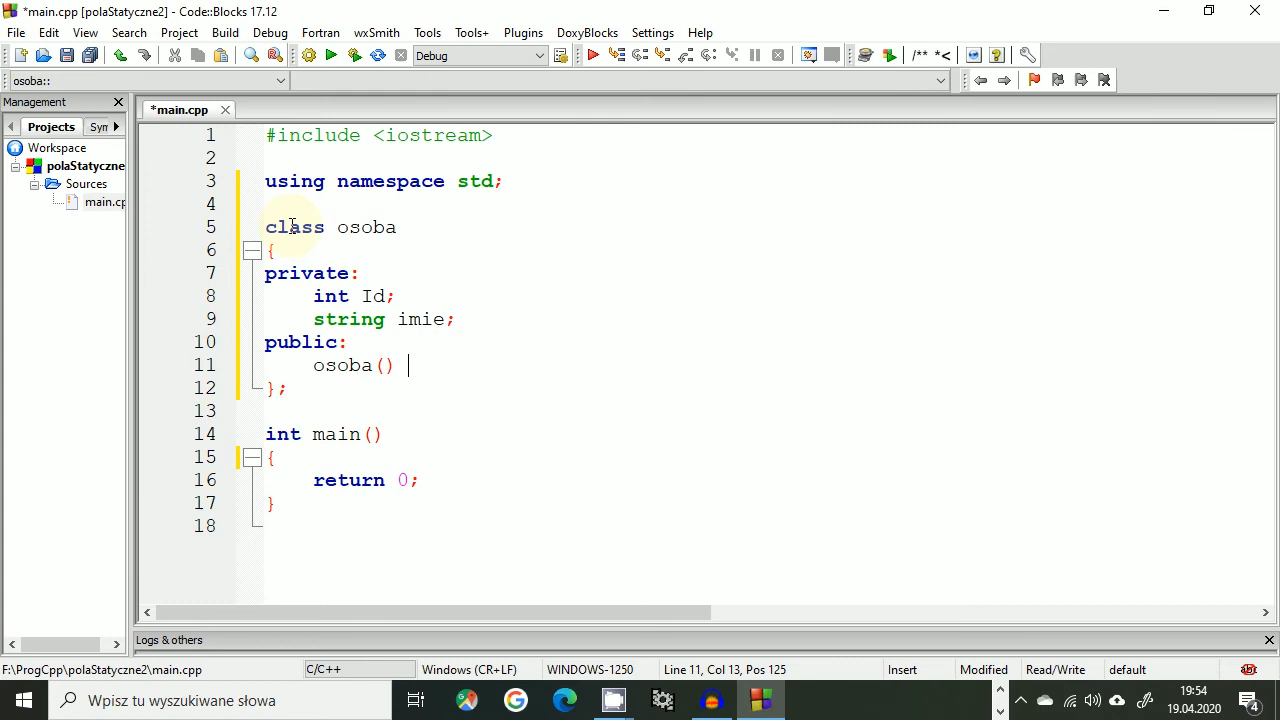 *main.cpp [polaStatyczne2] - Code::Blocks 17.12
File Edit View Search Project Build Debug Fortran wxSmith Tools Tools+ Plugins DoxyBlocks Settings Help
Debug /** *<
osoba::
Management
*main.cpp
Projects Sym
Workspace
polaStatyczne
Sources
main.cp
1 #include <iostream>
2
3 using namespace std;
4
5 class osoba
6 {
7 private:
8 int Id;
9 string imie;
10 public:
11 osoba()
12 };
13
14 int main()
15 {
16 return 0;
17 }
18
Logs & others
F:\ProgCpp\polaStatyczne2\main.cpp C/C++ Windows (CR+LF) WINDOWS-1250 Line 11, Col 13, Pos 125 Insert Modified Read/Write default
Wpisz tu wyszukiwane słowa
19:54
19.04.2020
4